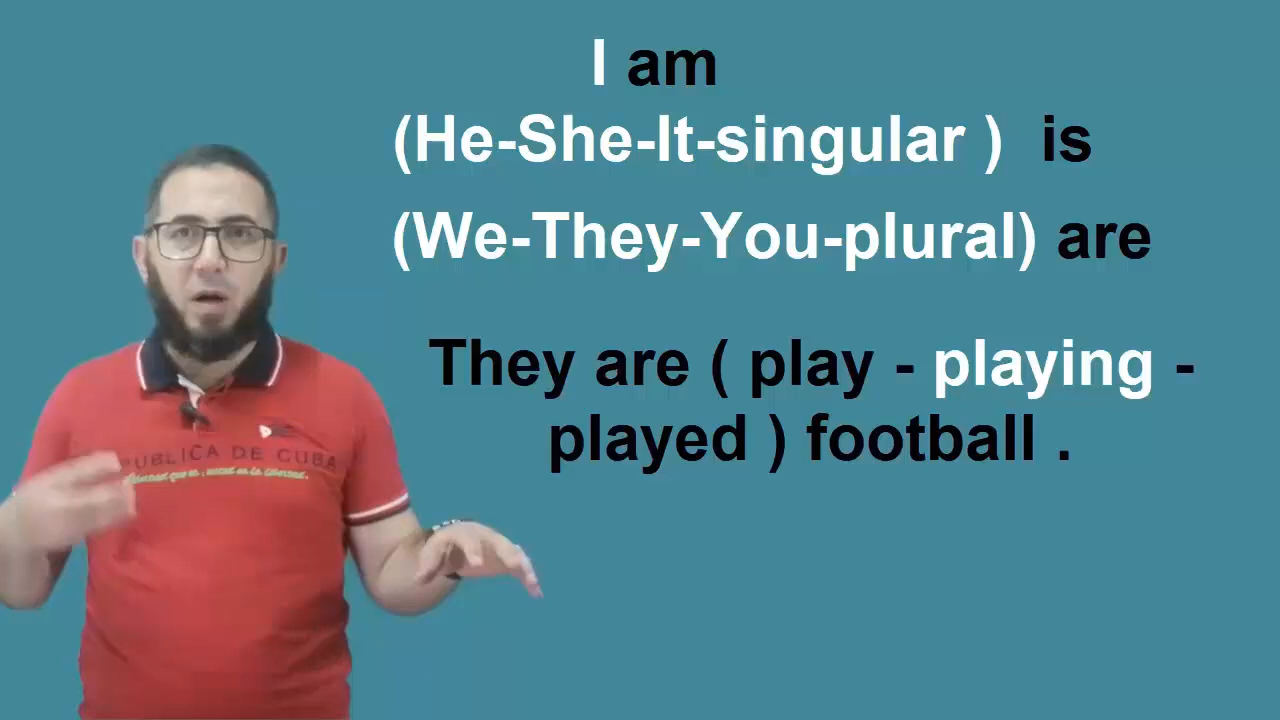 I am
(He-She-It-singular ) is
(We-They-You-plural) are
They are ( play - playing -
played ) football .
PUBLICA DE CUBA